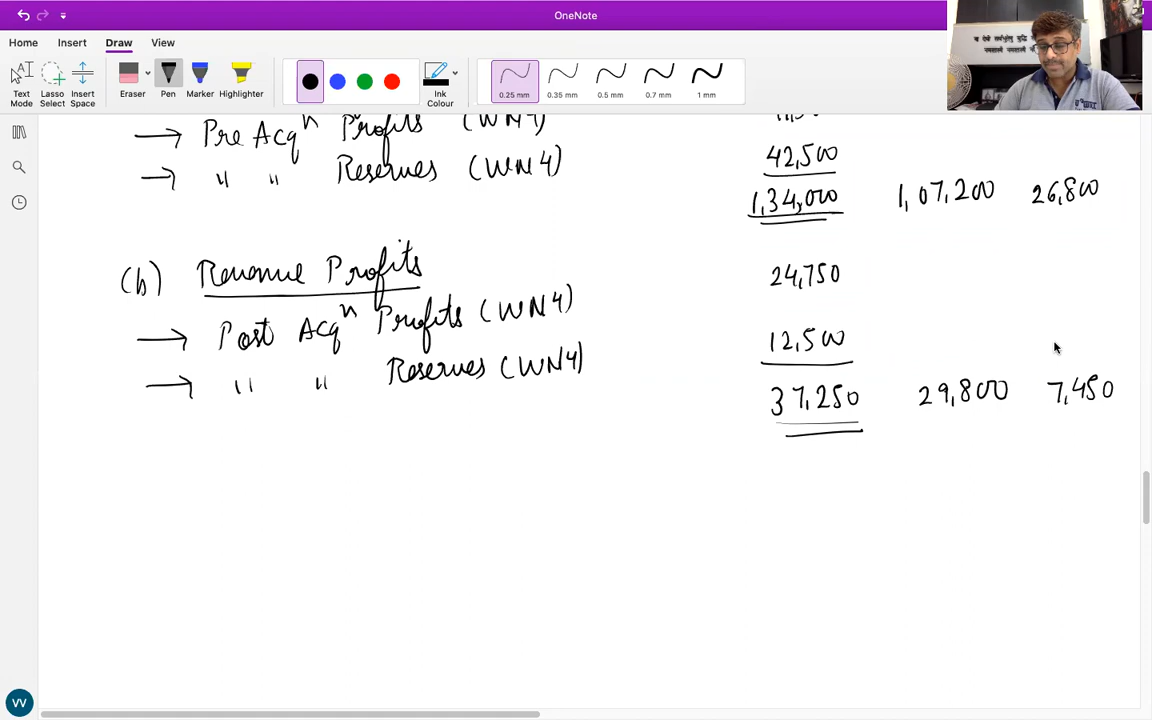 OneNote
Home Insert Draw View
Text Mode
Lasso Select
Insert Space
Eraser
Pen
Marker
Highlighter
Ink Colour
0.25 mm 0.35 mm 0.5 mm 0.7 mm 1 mm
→ Pre Acqⁿ Profits (WN4)
→ " " Reserves (WN4) 42,500
1,34,000 1,07,200 26,800
(b) Revenue Profits
24,750
→ Post Acqⁿ Profits (WN4)
12,500
→ " " Reserves (WN4)
37,250 29,800 7,450
VV